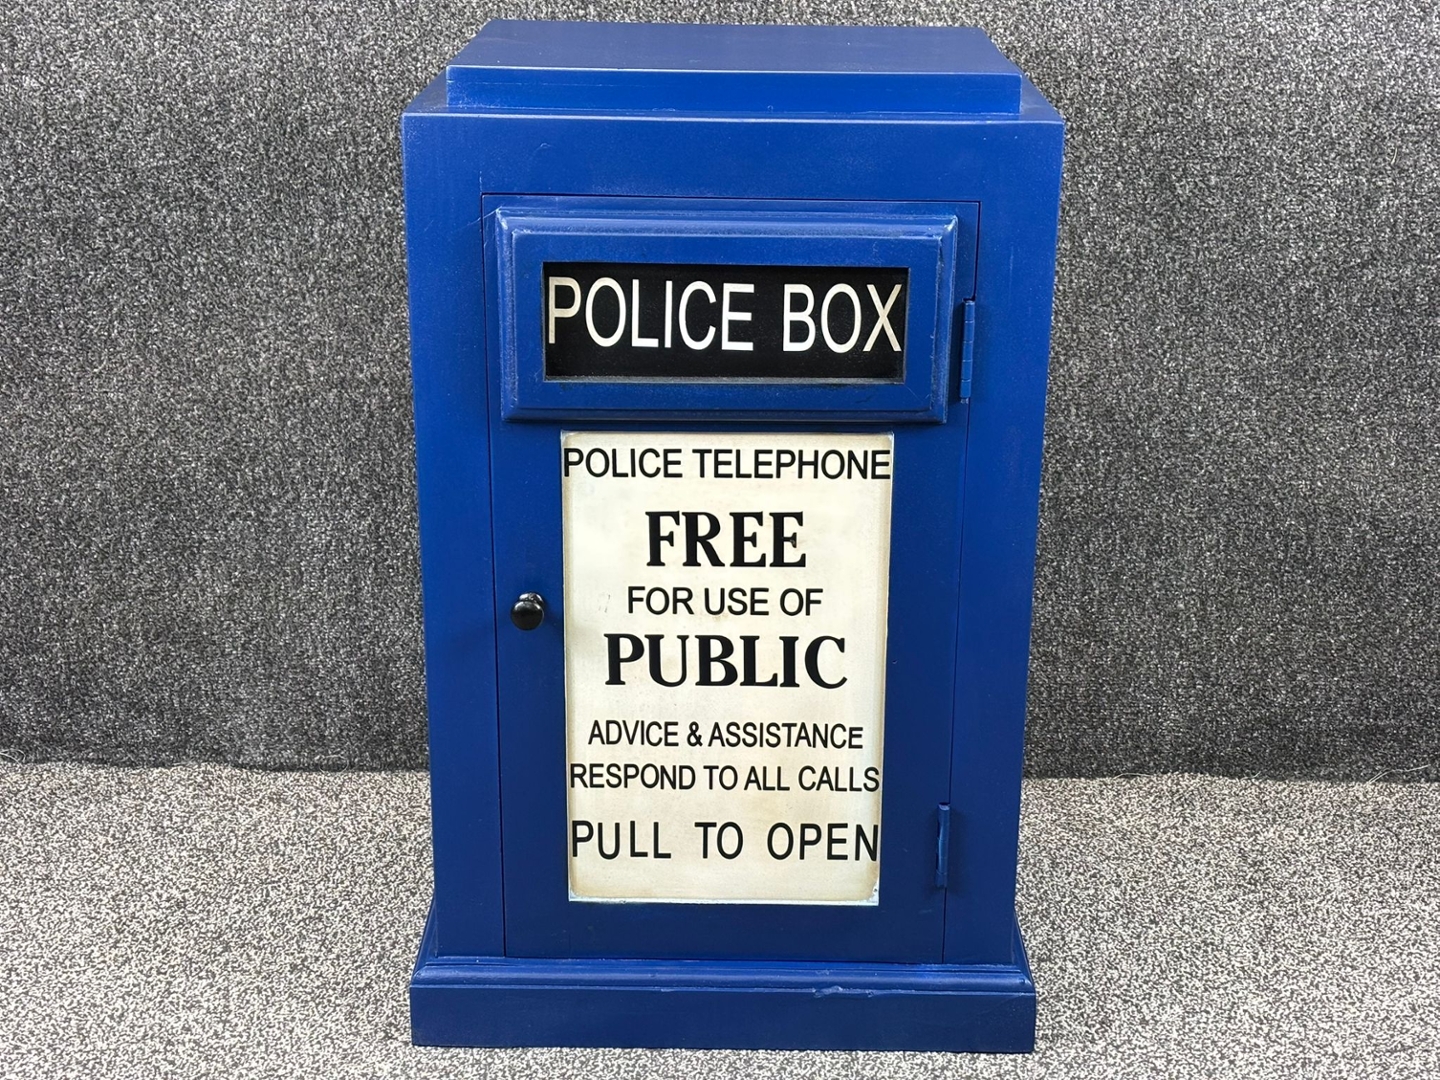 POLICE BOX
POLICE TELEPHONE
FREE
FOR USE OF
PUBLIC
ADVICE & ASSISTANCE
RESPOND TO ALL CALLS
PULL TO OPEN